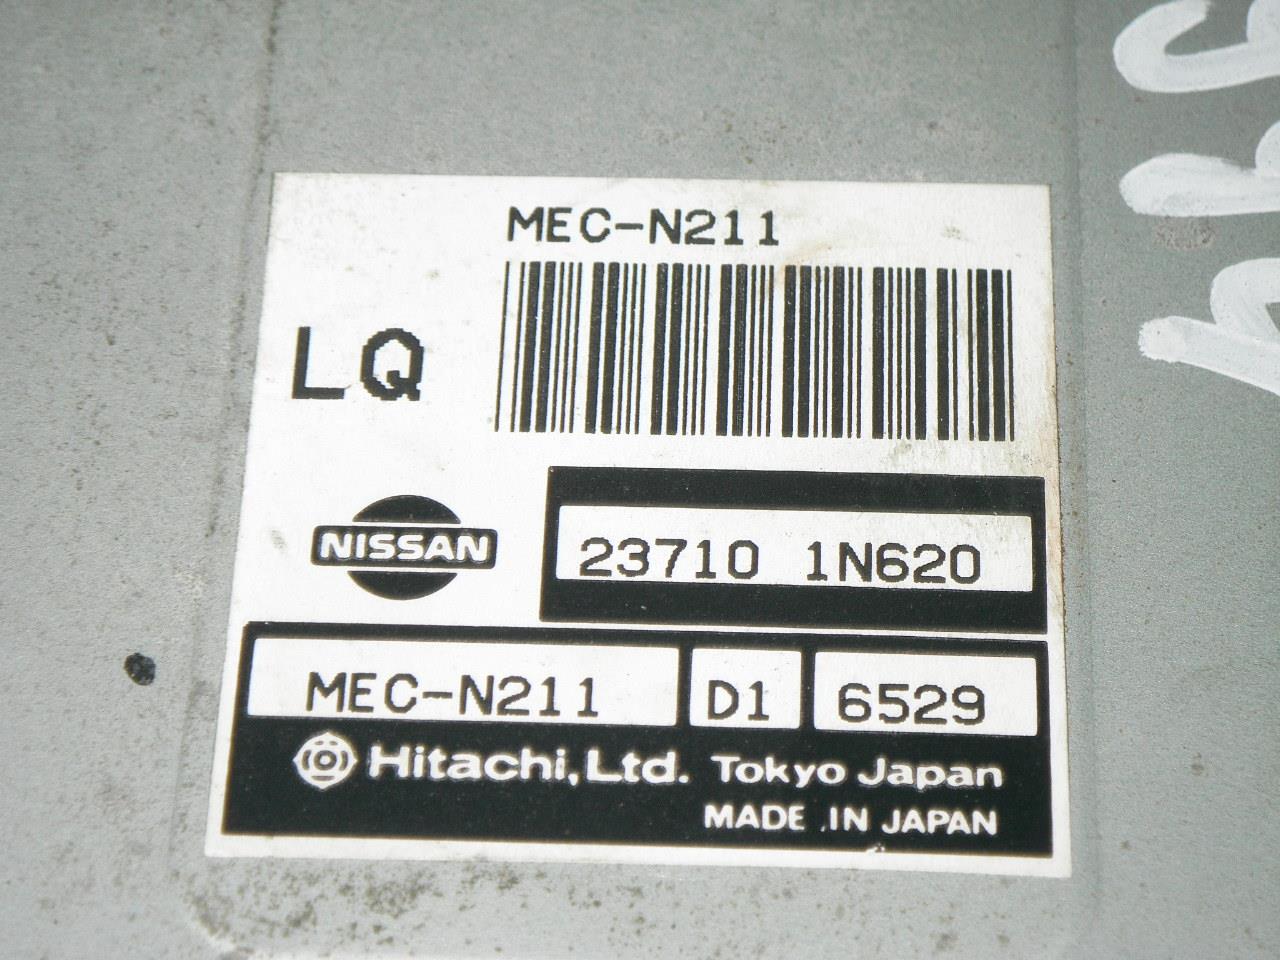 MEC-N211
LQ
NISSAN
23710 1N620
MEC-N211 D1 6529
Hitachi, Ltd. Tokyo Japan
MADE IN JAPAN